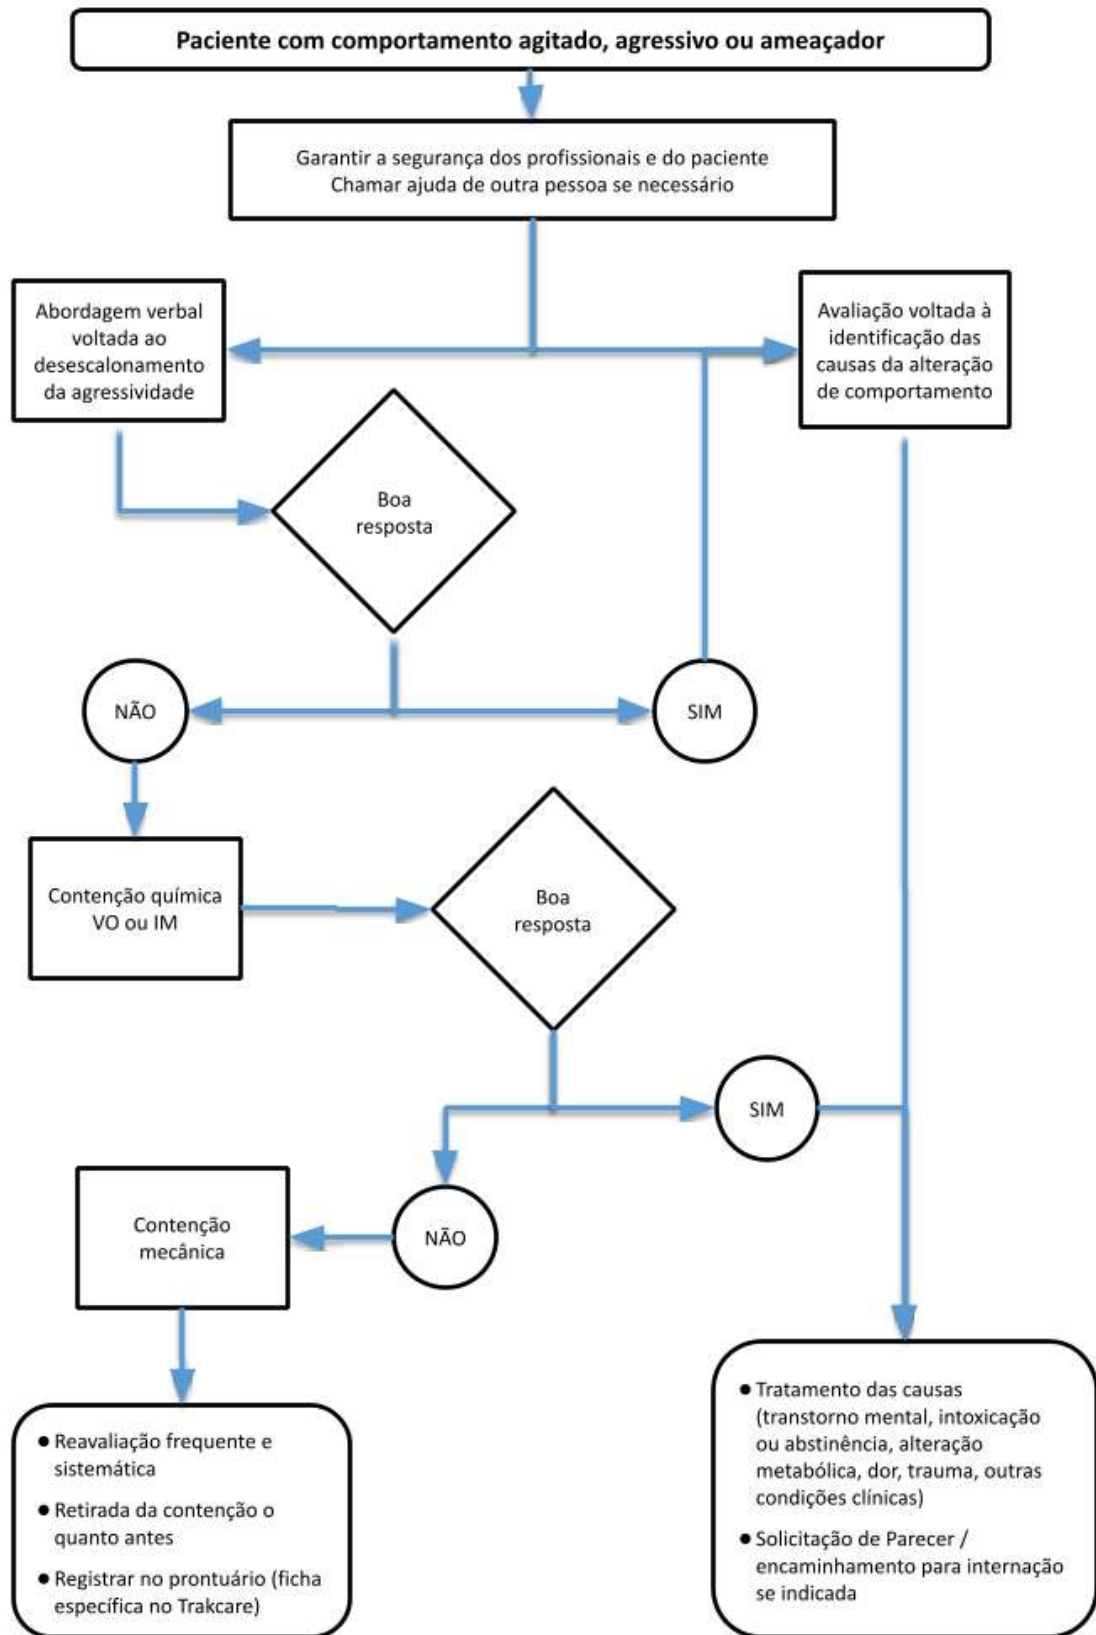 Paciente com comportamento agitado, agressivo ou ameaçador
Garantir a segurança dos profissionais e do paciente
Chamar ajuda de outra pessoa se necessário
Abordagem verbal
voltada ao
desescalonamento
da agressividade
Avaliação voltada à
identificação das
causas da alteração
de comportamento
Boa
resposta
NÃO
SIM
Contenção química
VO ou IM
Boa
resposta
SIM
NÃO
Contenção
mecânica
● Reavaliação frequente e
sistemática
● Retirada da contenção o
quanto antes
● Registrar no prontuário (ficha
específica no Trakcare)
● Tratamento das causas
(transtorno mental, intoxicação
ou abstinência, alteração
metabólica, dor, trauma, outras
condições clínicas)
● Solicitação de Parecer /
encaminhamento para internação
se indicada